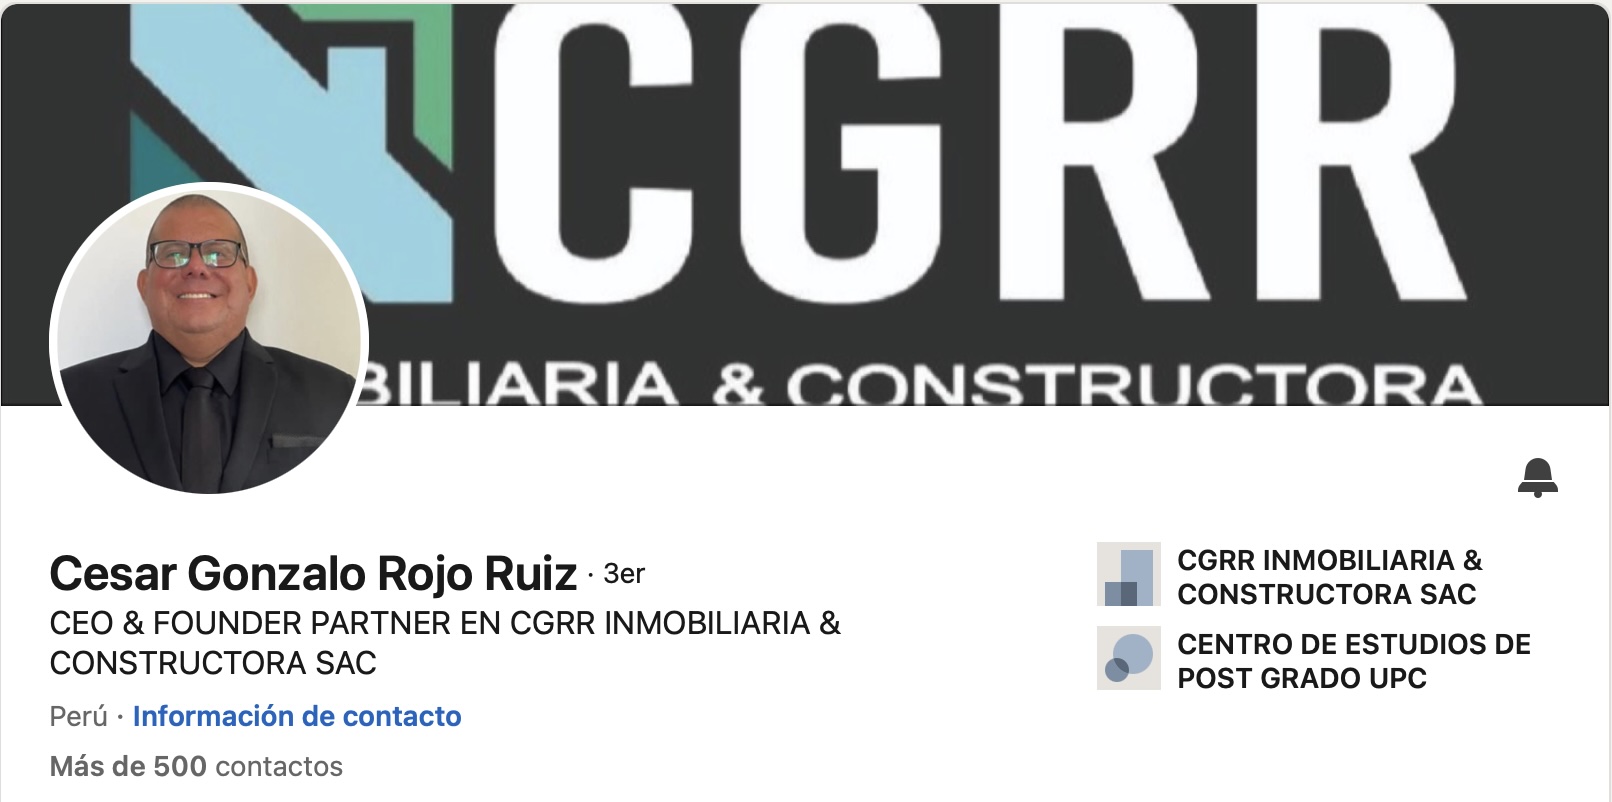 CGRR
BILIARIA & CONSTRUCTORA
Cesar Gonzalo Rojo Ruiz · 3er
CEO & FOUNDER PARTNER EN CGRR INMOBILIARIA &
CONSTRUCTORA SAC
Perú · Información de contacto
Más de 500 contactos
CGRR INMOBILIARIA &
CONSTRUCTORA SAC
CENTRO DE ESTUDIOS DE
POST GRADO UPC